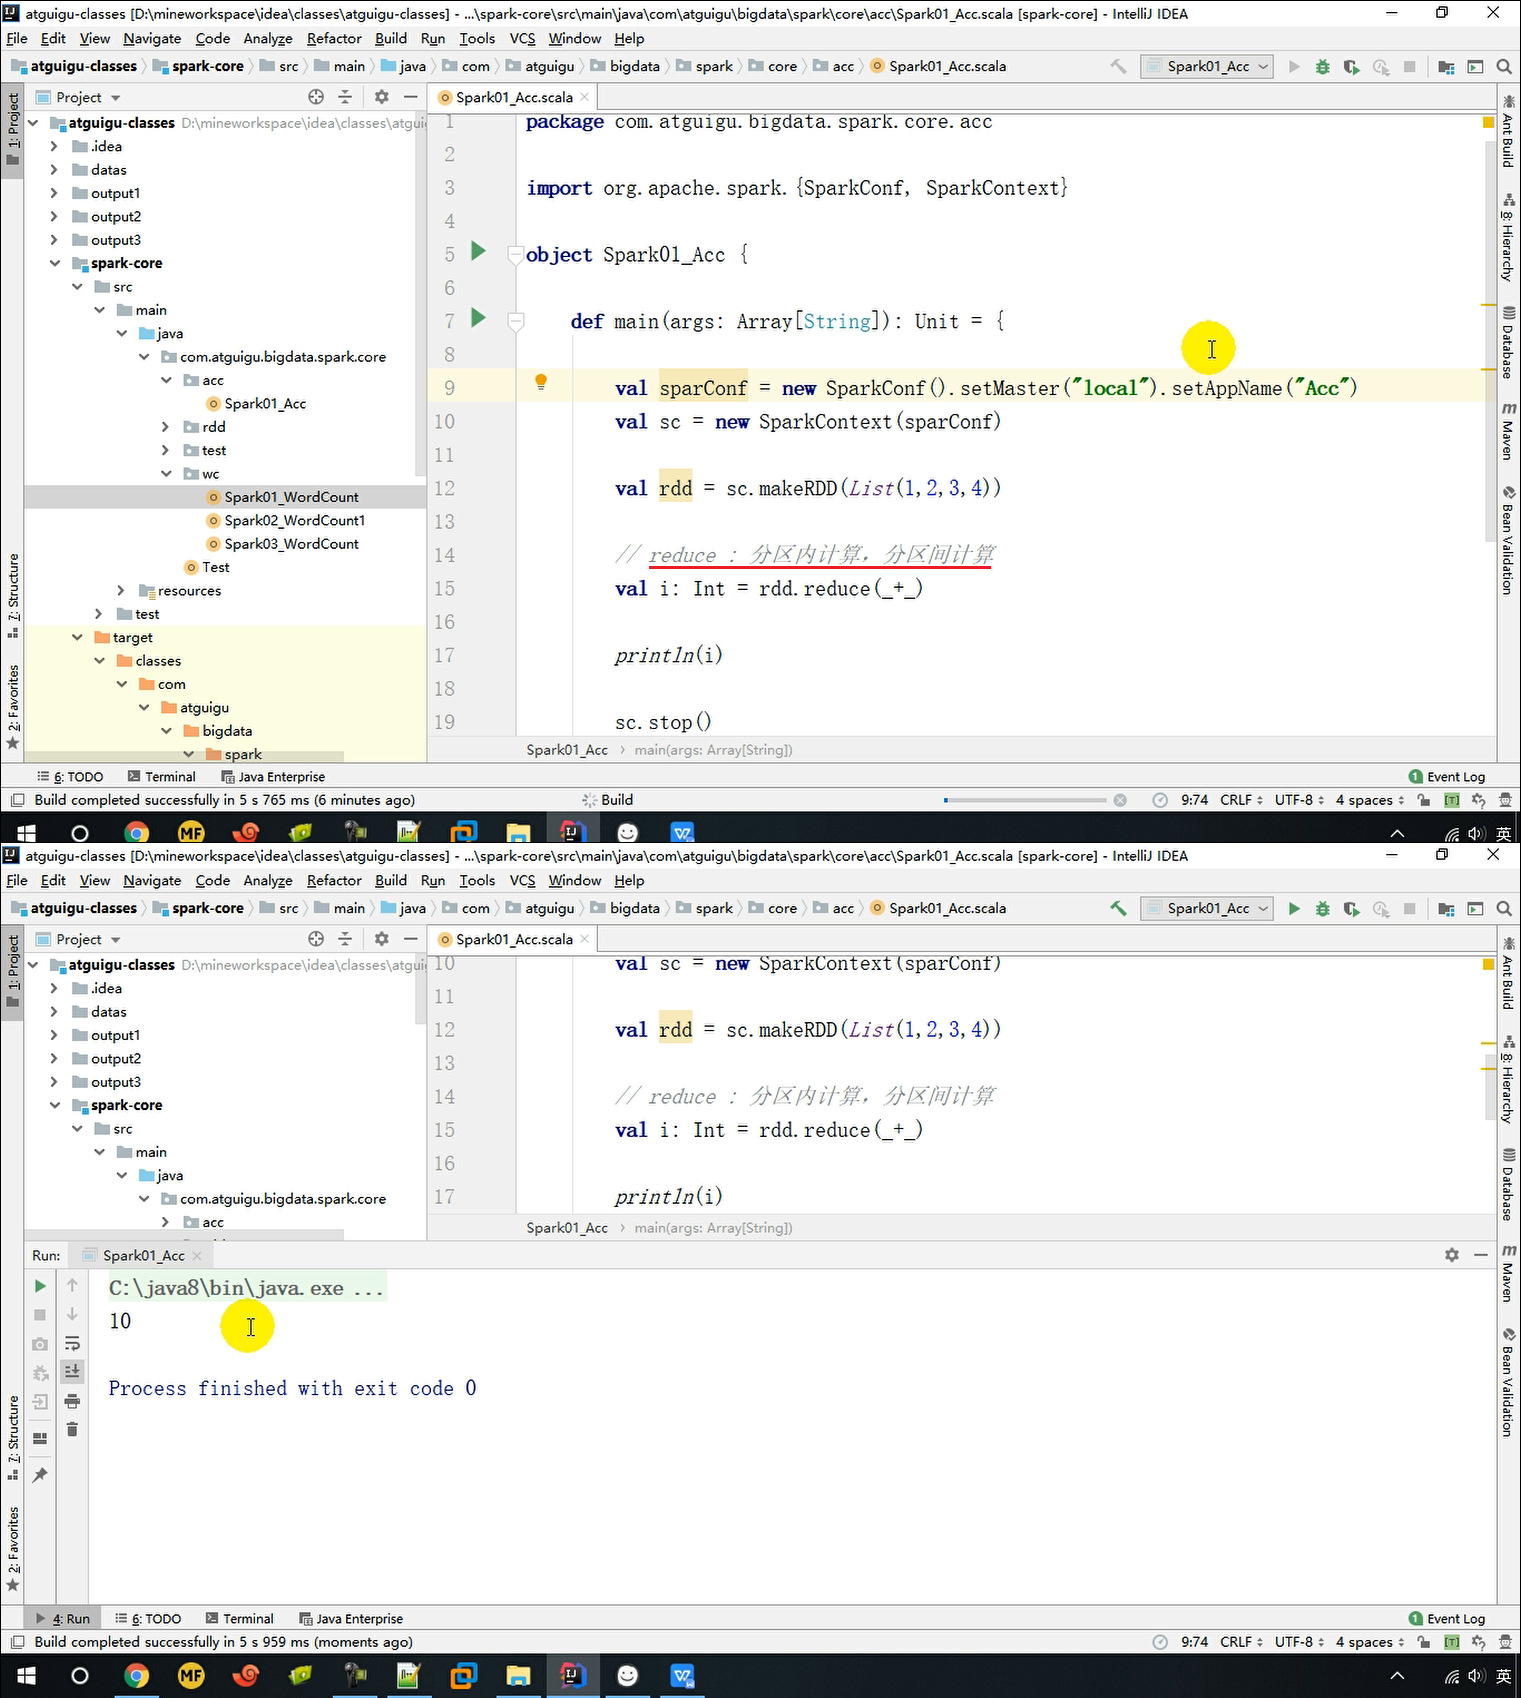 atguigu-classes [D:\mineworkspace\idea\classes\atguigu-classes] - ...\spark-core\src\main\java\com\atguigu\bigdata\spark\core\acc\Spark01_Acc.scala [spark-core] - IntelliJ IDEA
File Edit View Navigate Code Analyze Refactor Build Run Tools VCS Window Help
atguigu-classes spark-core src main java com atguigu bigdata spark core acc Spark01_Acc.scala Spark01_Acc
Project
Spark01_Acc.scala
1: Project
7: Structure
2: Favorites
atguigu-classes D:\mineworkspace\idea\classes\atgui
.idea
datas
output1
output2
output3
spark-core
src
main
java
com.atguigu.bigdata.spark.core
acc
Spark01_Acc
rdd
test
wc
Spark01_WordCount
Spark02_WordCount1
Spark03_WordCount
Test
resources
test
target
classes
com
atguigu
bigdata
spark
1 package com.atguigu.bigdata.spark.core.acc
2
3 import org.apache.spark.{SparkConf, SparkContext}
4
5 object Spark01_Acc {
6
7 def main(args: Array[String]): Unit = {
8
9 val sparConf = new SparkConf().setMaster("local").setAppName("Acc")
10 val sc = new SparkContext(sparConf)
11
12 val rdd = sc.makeRDD(List(1,2,3,4))
13
14 // reduce : 分区内计算，分区间计算
15 val i: Int = rdd.reduce(_+_)
16
17 println(i)
18
19 sc.stop()
Spark01_Acc main(args: Array[String])
Ant Build
8: Hierarchy
Database
Maven
Bean Validation
6: TODO Terminal Java Enterprise 1 Event Log
Build completed successfully in 5 s 765 ms (6 minutes ago) Build 9:74 CRLF UTF-8 4 spaces
英
atguigu-classes [D:\mineworkspace\idea\classes\atguigu-classes] - ...\spark-core\src\main\java\com\atguigu\bigdata\spark\core\acc\Spark01_Acc.scala [spark-core] - IntelliJ IDEA
File Edit View Navigate Code Analyze Refactor Build Run Tools VCS Window Help
atguigu-classes spark-core src main java com atguigu bigdata spark core acc Spark01_Acc.scala Spark01_Acc
Project
Spark01_Acc.scala
1: Project
7: Structure
2: Favorites
atguigu-classes D:\mineworkspace\idea\classes\atgui
.idea
datas
output1
output2
output3
spark-core
src
main
java
com.atguigu.bigdata.spark.core
acc
10 val sc = new SparkContext(sparConf)
11
12 val rdd = sc.makeRDD(List(1,2,3,4))
13
14 // reduce : 分区内计算，分区间计算
15 val i: Int = rdd.reduce(_+_)
16
17 println(i)
Spark01_Acc main(args: Array[String])
Ant Build
8: Hierarchy
Database
Maven
Bean Validation
Run: Spark01_Acc
C:\java8\bin\java.exe ...
10
Process finished with exit code 0
4: Run 6: TODO Terminal Java Enterprise 1 Event Log
Build completed successfully in 5 s 959 ms (moments ago) 9:74 CRLF UTF-8 4 spaces
英